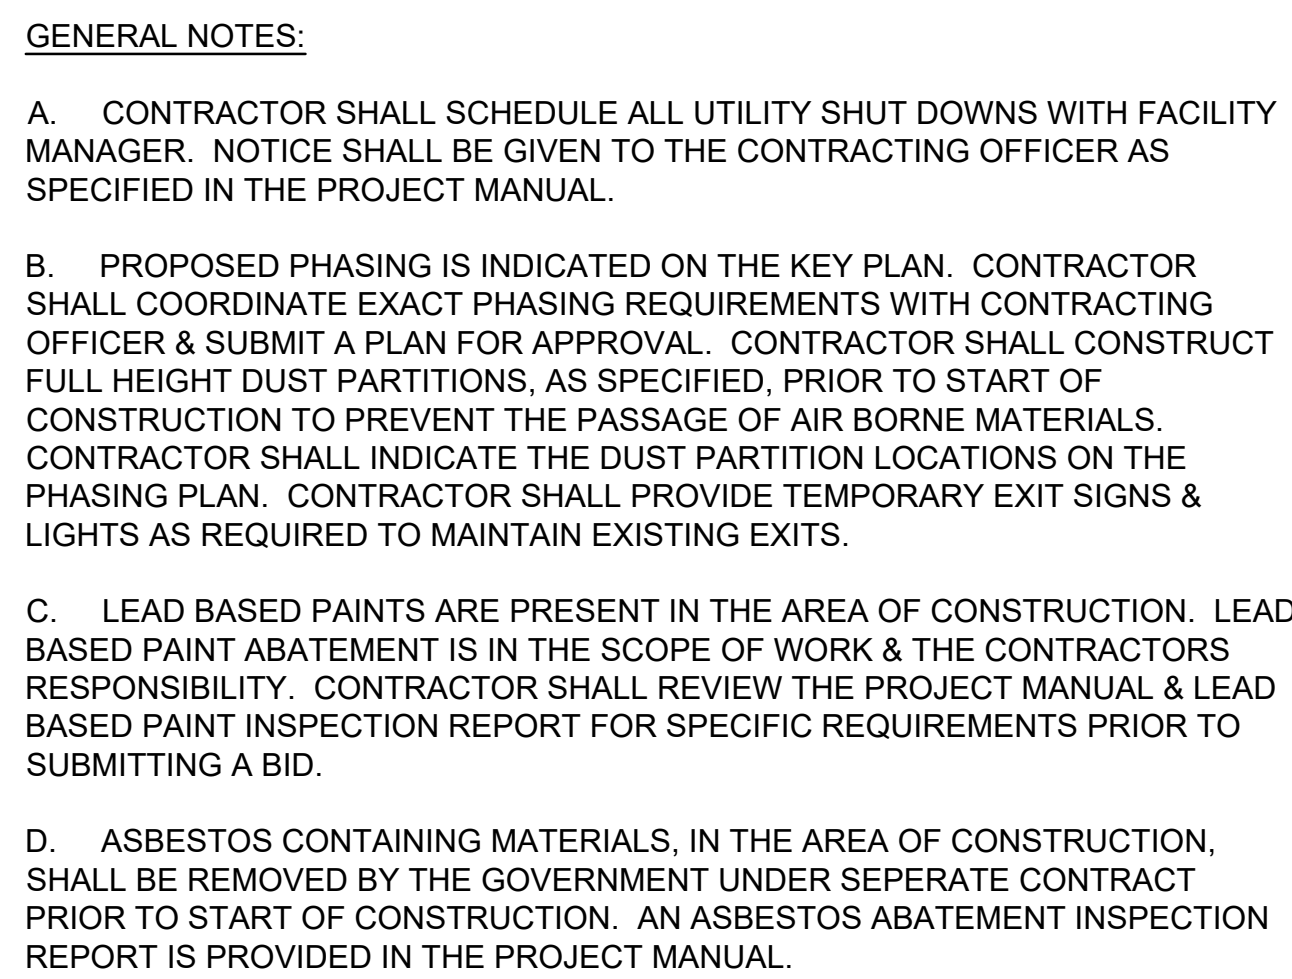 GENERAL NOTES:
A. CONTRACTOR SHALL SCHEDULE ALL UTILITY SHUT DOWNS WITH FACILITY
MANAGER. NOTICE SHALL BE GIVEN TO THE CONTRACTING OFFICER AS
SPECIFIED IN THE PROJECT MANUAL.
B. PROPOSED PHASING IS INDICATED ON THE KEY PLAN. CONTRACTOR
SHALL COORDINATE EXACT PHASING REQUIREMENTS WITH CONTRACTING
OFFICER & SUBMIT A PLAN FOR APPROVAL. CONTRACTOR SHALL CONSTRUCT
FULL HEIGHT DUST PARTITIONS, AS SPECIFIED, PRIOR TO START OF
CONSTRUCTION TO PREVENT THE PASSAGE OF AIR BORNE MATERIALS.
CONTRACTOR SHALL INDICATE THE DUST PARTITION LOCATIONS ON THE
PHASING PLAN. CONTRACTOR SHALL PROVIDE TEMPORARY EXIT SIGNS &
LIGHTS AS REQUIRED TO MAINTAIN EXISTING EXITS.
C. LEAD BASED PAINTS ARE PRESENT IN THE AREA OF CONSTRUCTION. LEAD
BASED PAINT ABATEMENT IS IN THE SCOPE OF WORK & THE CONTRACTORS
RESPONSIBILITY. CONTRACTOR SHALL REVIEW THE PROJECT MANUAL & LEAD
BASED PAINT INSPECTION REPORT FOR SPECIFIC REQUIREMENTS PRIOR TO
SUBMITTING A BID.
D. ASBESTOS CONTAINING MATERIALS, IN THE AREA OF CONSTRUCTION,
SHALL BE REMOVED BY THE GOVERNMENT UNDER SEPERATE CONTRACT
PRIOR TO START OF CONSTRUCTION. AN ASBESTOS ABATEMENT INSPECTION
REPORT IS PROVIDED IN THE PROJECT MANUAL.